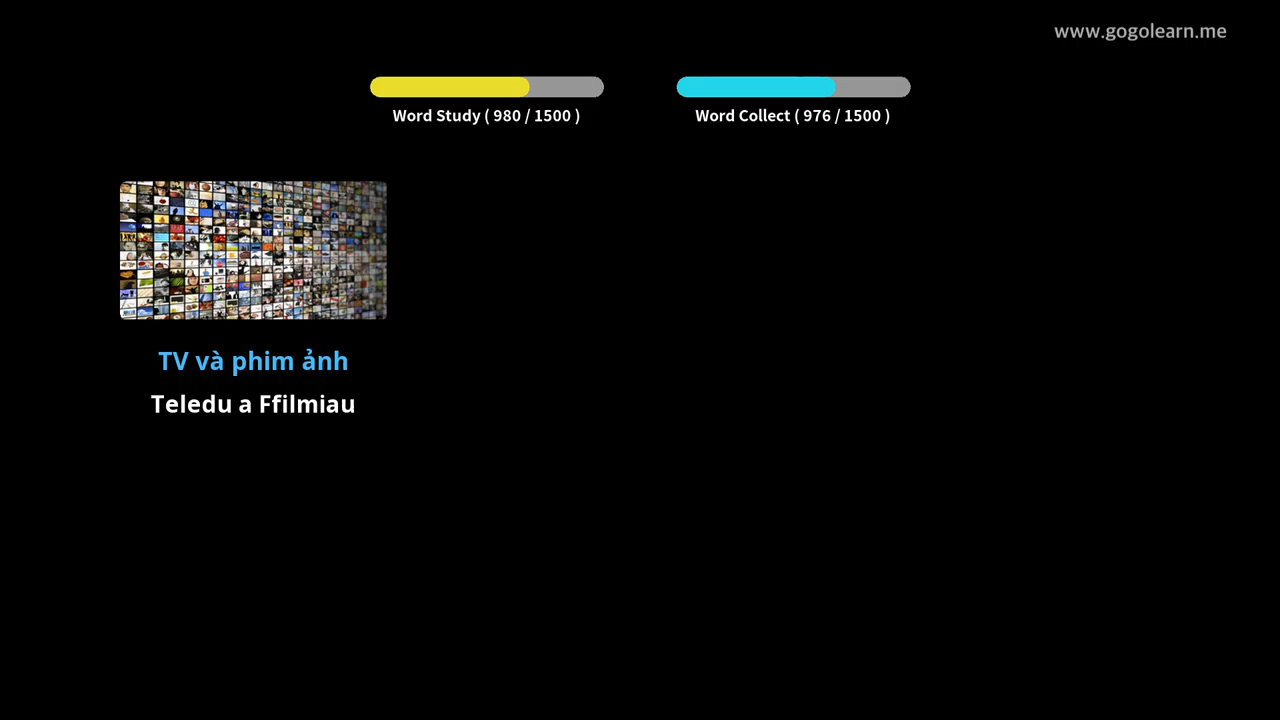 www.gogolearn.me
Word Study ( 980 / 1500 )
Word Collect ( 976 / 1500 )
TV và phim ảnh
Teledu a Ffilmiau